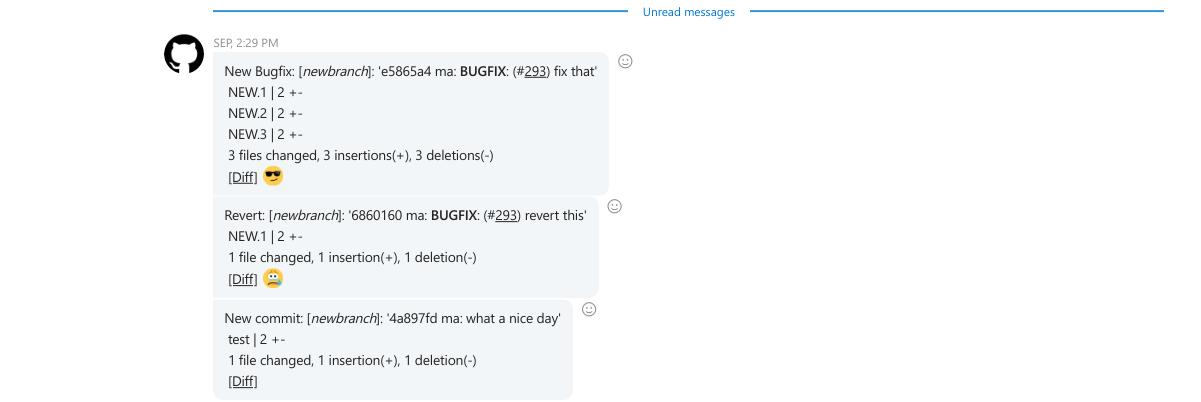 Unread messages
SEP, 2:29 PM
New Bugfix: [newbranch]: 'e5865a4 ma: BUGFIX: (#293) fix that'
NEW.1 | 2 +-
NEW.2 | 2 +-
NEW.3 | 2 +-
3 files changed, 3 insertions(+), 3 deletions(-)
[Diff] 😎
Revert: [newbranch]: '6860160 ma: BUGFIX: (#293) revert this'
NEW.1 | 2 +-
1 file changed, 1 insertion(+), 1 deletion(-)
[Diff]
New commit: [newbranch]: '4a897fd ma: what a nice day'
test | 2 +-
1 file changed, 1 insertion(+), 1 deletion(-)
[Diff]